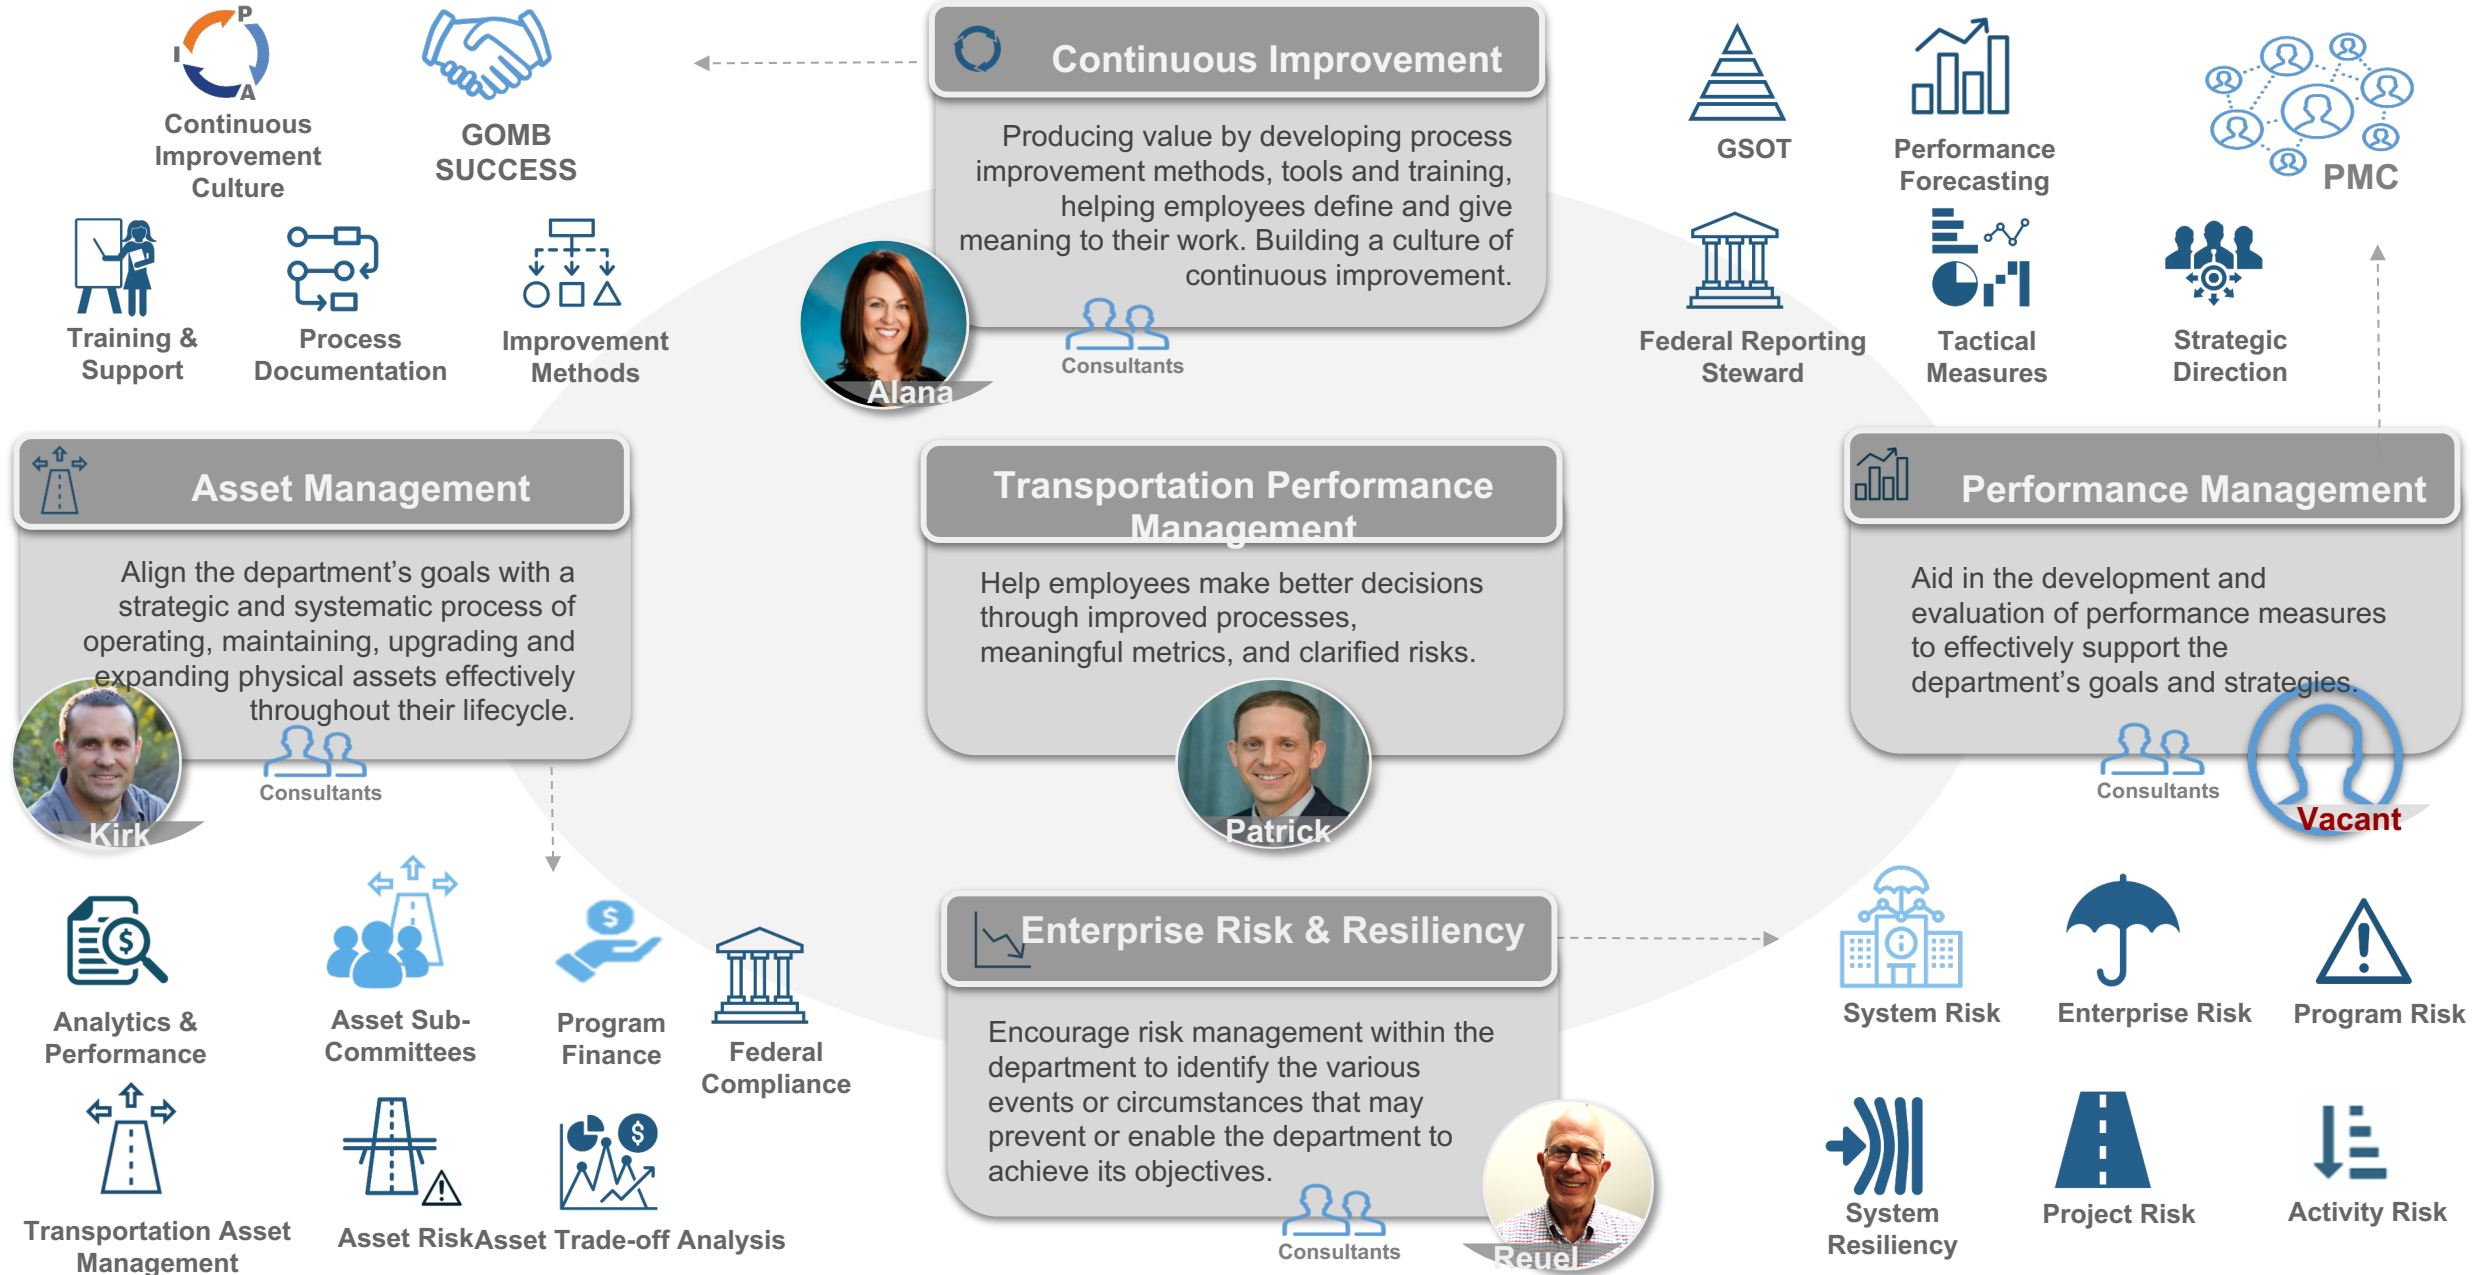 P
I
A
Continuous
Improvement
Culture
GOMB
SUCCESS
Training &
Support
Process
Documentation
Improvement
Methods
Continuous Improvement
Producing value by developing process
improvement methods, tools and training,
helping employees define and give
meaning to their work. Building a culture of
continuous improvement.
Alana
Consultants
GSOT
Performance
Forecasting
PMC
Federal Reporting
Steward
Tactical
Measures
Strategic
Direction
Asset Management
Align the department’s goals with a
strategic and systematic process of
operating, maintaining, upgrading and
expanding physical assets effectively
throughout their lifecycle.
Kirk
Consultants
Transportation Performance
Management
Help employees make better decisions
through improved processes,
meaningful metrics, and clarified risks.
Patrick
Performance Management
Aid in the development and
evaluation of performance measures
to effectively support the
department’s goals and strategies.
Consultants
Vacant
Analytics &
Performance
Asset Sub-
Committees
Program
Finance
Federal
Compliance
Transportation Asset
Management
Asset Risk
Asset Trade-off Analysis
Enterprise Risk & Resiliency
Encourage risk management within the
department to identify the various
events or circumstances that may
prevent or enable the department to
achieve its objectives.
Consultants
Reuel
System Risk
Enterprise Risk
Program Risk
System
Resiliency
Project Risk
Activity Risk